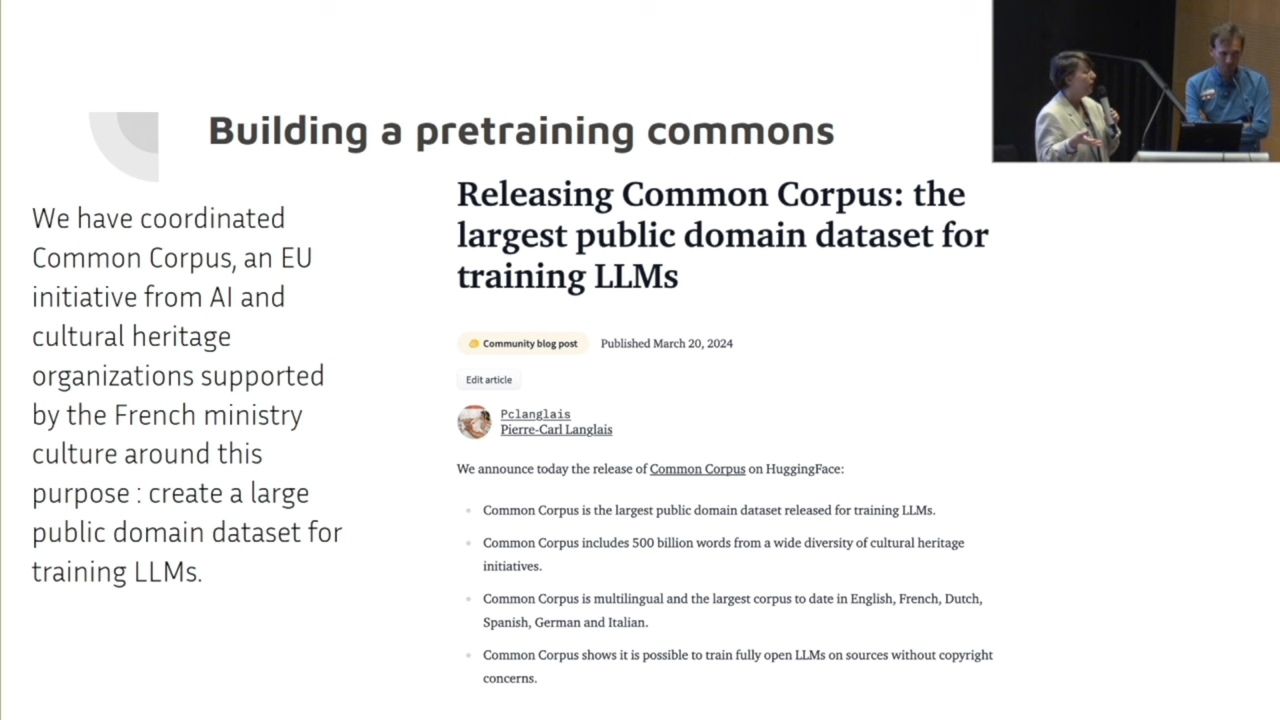 Building a pretraining commons
We have coordinated
Common Corpus, an EU
initiative from AI and
cultural heritage
organizations supported
by the French ministry
culture around this
purpose : create a large
public domain dataset for
training LLMs.
Releasing Common Corpus: the
largest public domain dataset for
training LLMs
Community blog post Published March 20, 2024
Edit article
Pclanglais
Pierre-Carl Langlais
We announce today the release of Common Corpus on HuggingFace:
Common Corpus is the largest public domain dataset released for training LLMs.
Common Corpus includes 500 billion words from a wide diversity of cultural heritage
initiatives.
Common Corpus is multilingual and the largest corpus to date in English, French, Dutch,
Spanish, German and Italian.
Common Corpus shows it is possible to train fully open LLMs on sources without copyright
concerns.